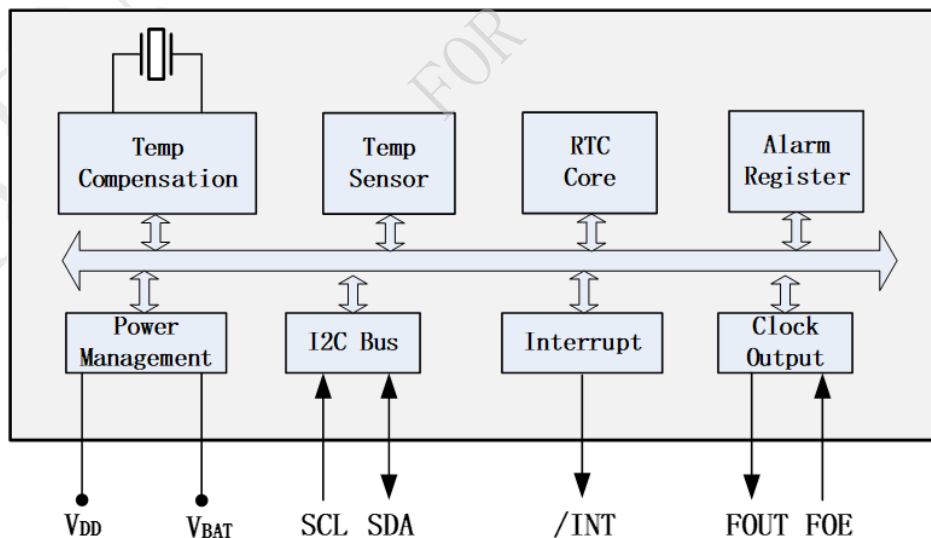 FOR
Temp
Compensation
Temp
Sensor
RTC
Core
Alarm
Register
Power
Management
I2C Bus
Interrupt
Clock
Output
VDD
VBAT
SCL
SDA
/INT
FOUT
FOE